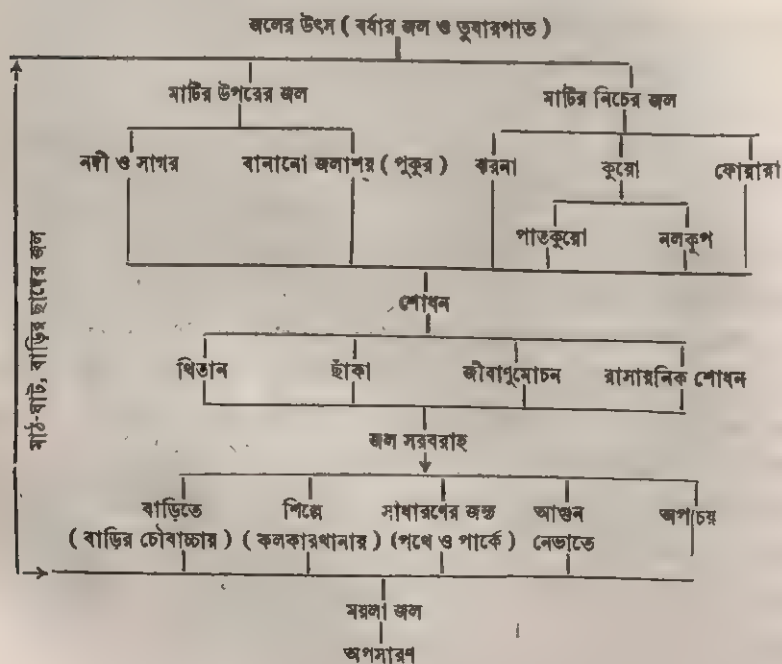 জলের উৎস ( বর্ষার জল ও তুষারপাত )
মাটির উপরের জল মাটির নিচের জল
নদী ও সাগর বানানো জলাশয় ( পুকুর ) ঝরনা কুয়ো ফোয়ারা
পাতকুয়ো নলকূপ
শোধন
থিতান ছাঁকা জীবাণুমোচন রাসায়নিক শোধন
জল সরবরাহ
বাড়িতে শিল্পে সাধারণের জন্য আগুন অপচয়
( বাড়ির চৌবাচ্চায় ) ( কলকারখানার ) ( পথে ও পার্কে ) নেভাতে
ময়লা জল
অপসারণ
মাঠ-ঘাট, বাড়ির ছাদের জল